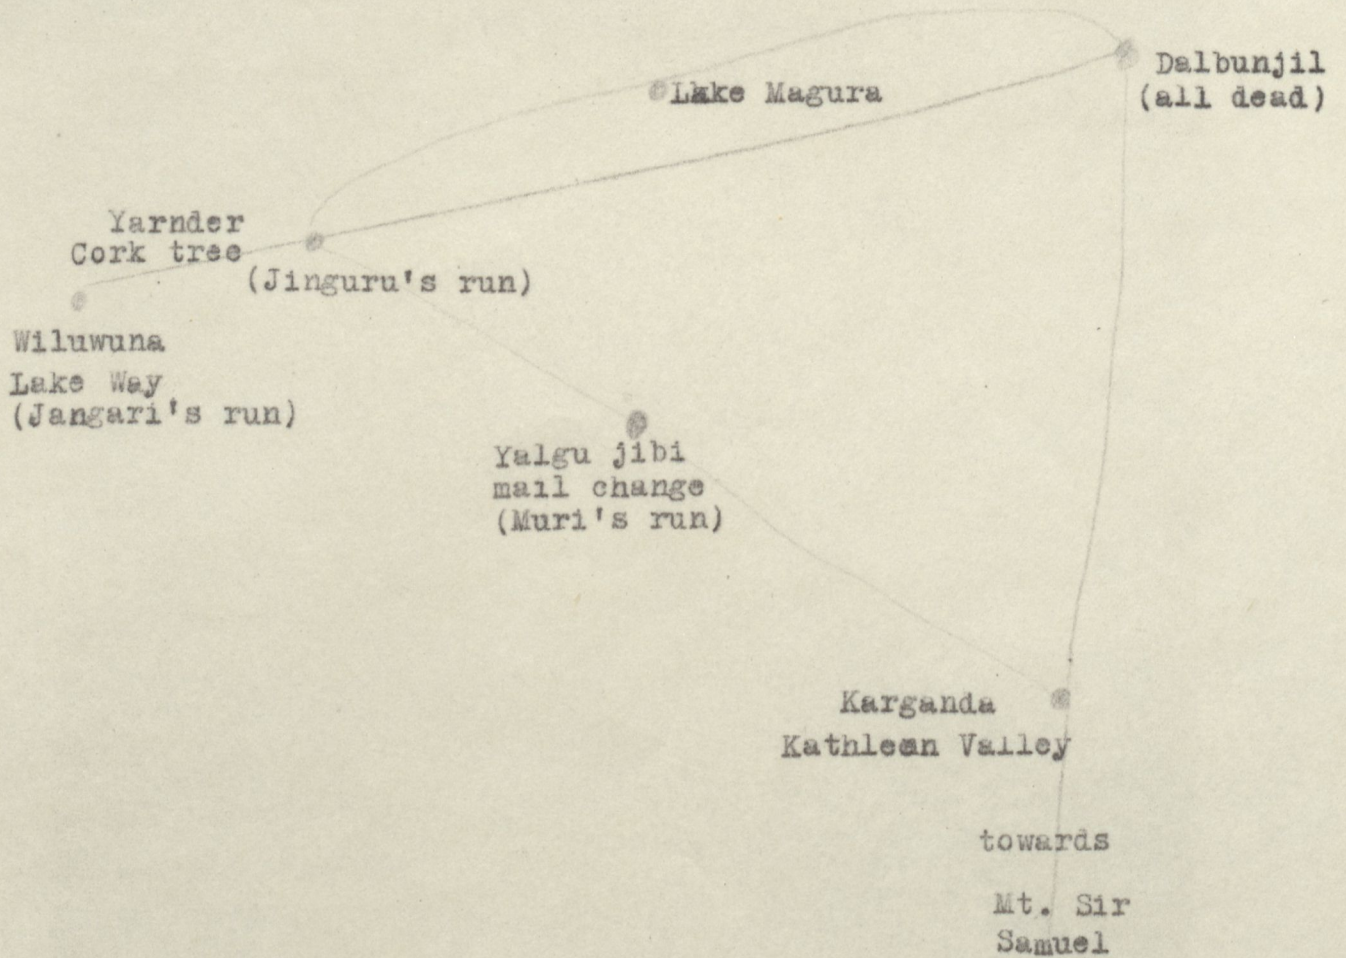 Dalbunjil
(all dead)
Lake Magura
Yarnder
Cork tree
(Jinguru's run)
Wiluwuna
Lake Way
(Jangari's run)
Yalgu jibi
mail change
(Muri's run)
Karganda
Kathleen Valley
towards
Mt. Sir
Samuel